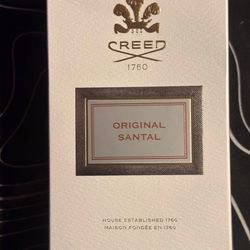 CREED
1760
ORIGINAL
SANTAL
HOUSE ESTABLISHED 1760
MAISON FONDÉE EN 1760